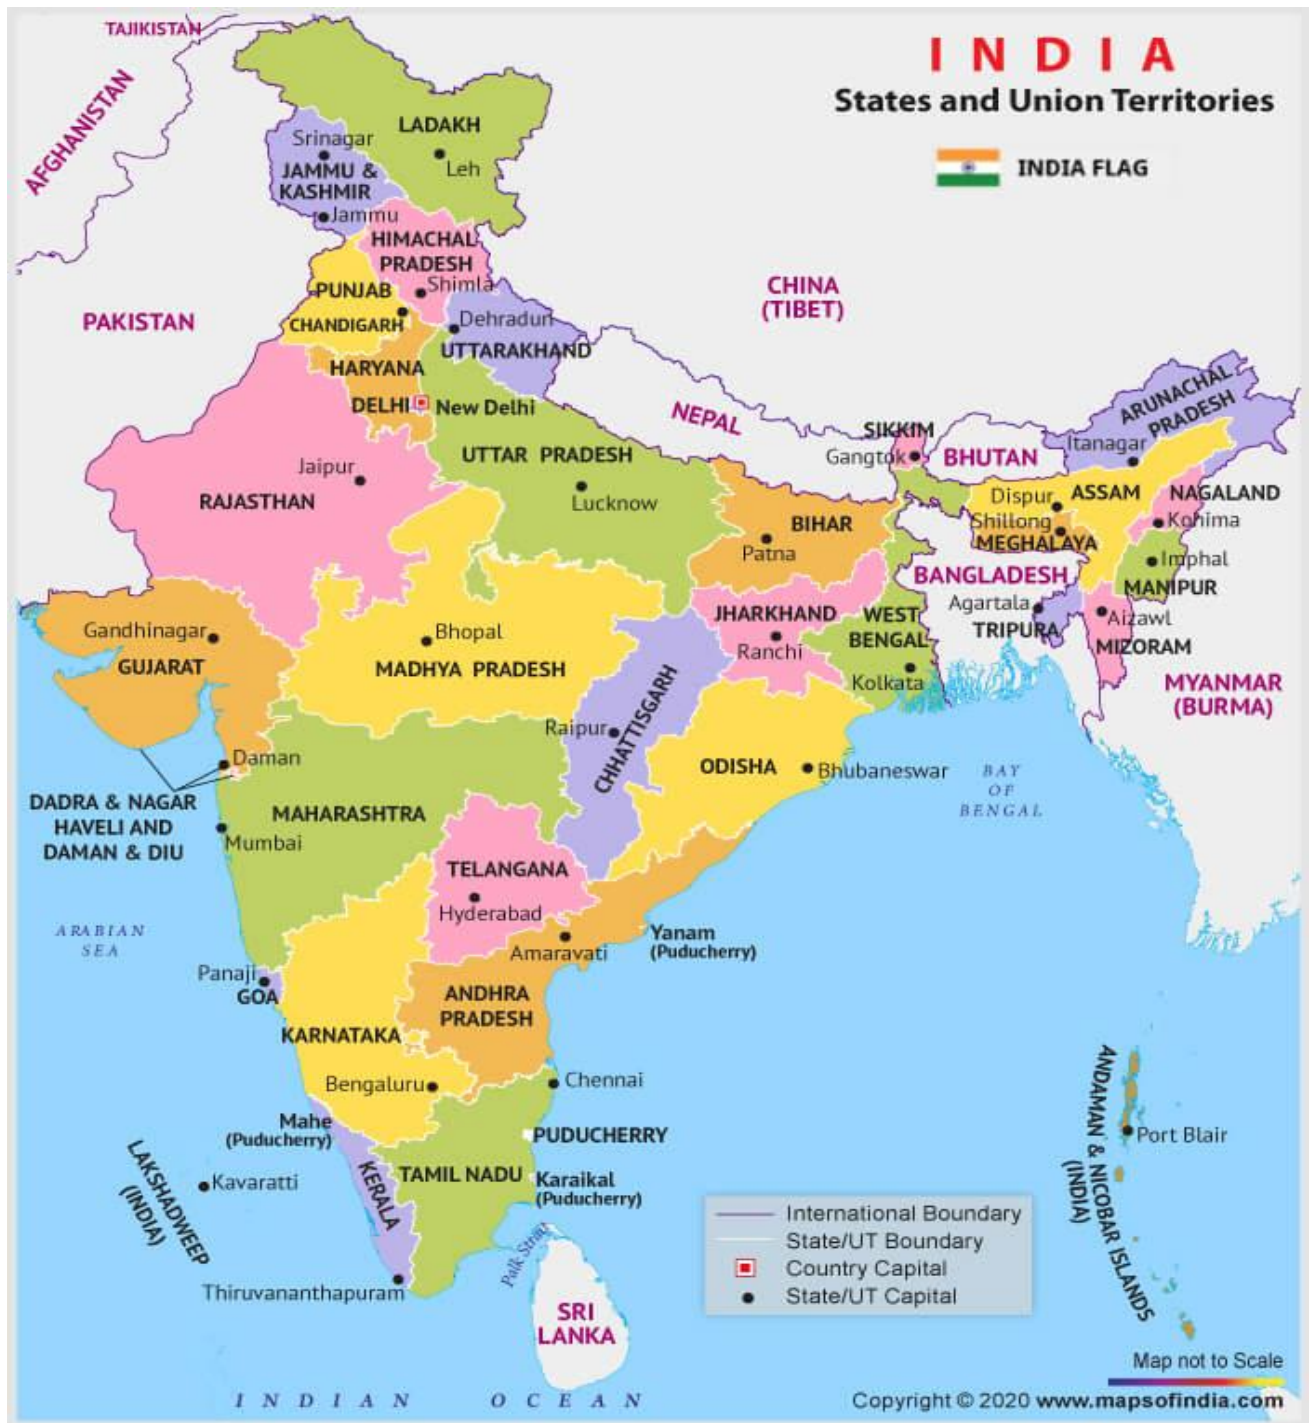 INDIA
States and Union Territories
INDIA FLAG
TAJIKISTAN
AFGHANISTAN
PAKISTAN
CHINA
(TIBET)
NEPAL
BHUTAN
BANGLADESH
MYANMAR
(BURMA)
SRI
LANKA
LADAKH
Leh
Srinagar
JAMMU &
KASHMIR
Jammu
HIMACHAL
PRADESH
Shimla
PUNJAB
CHANDIGARH
Dehradun
UTTARAKHAND
HARYANA
DELHI
New Delhi
UTTAR PRADESH
Lucknow
Jaipur
RAJASTHAN
BIHAR
Patna
SIKKIM
Gangtok
ARUNACHAL
PRADESH
Itanagar
Dispur
ASSAM
NAGALAND
Kohima
Shillong
MEGHALAYA
Imphal
MANIPUR
Agartala
TRIPURA
Aizawl
MIZORAM
Gandhinagar
GUJARAT
Bhopal
MADHYA PRADESH
JHARKHAND
Ranchi
WEST
BENGAL
Kolkata
Raipur
CHHATTISGARH
ODISHA
Bhubaneswar
BAY
OF
BENGAL
Daman
DADRA & NAGAR
HAVELI AND
DAMAN & DIU
MAHARASHTRA
Mumbai
TELANGANA
Hyderabad
ARABIAN
SEA
Yanam
(Puducherry)
Amaravati
Panaji
GOA
ANDHRA
PRADESH
KARNATAKA
Bengaluru
Chennai
Mahe
(Puducherry)
PUDUCHERRY
KERALA
TAMIL NADU
Karaikal
(Puducherry)
LAKSHADWEEP
(INDIA)
Kavaratti
Thiruvananthapuram
Palk Strait
ANDAMAN & NICOBAR ISLANDS
(INDIA)
Port Blair
International Boundary
State/UT Boundary
Country Capital
State/UT Capital
INDIAN OCEAN
Map not to Scale
Copyright © 2020 www.mapsofindia.com